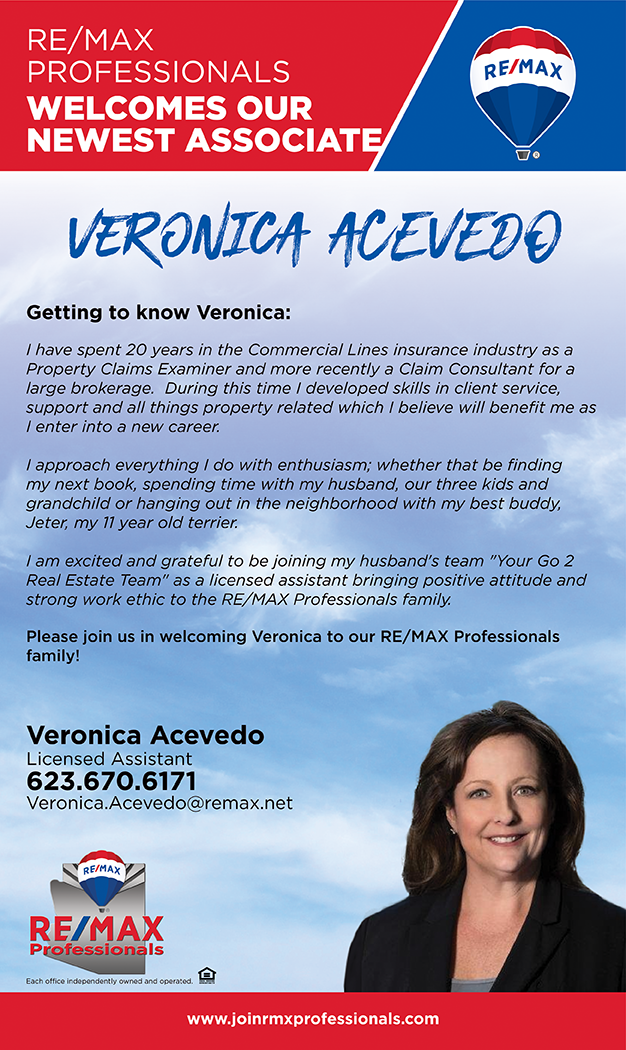 RE/MAX
PROFESSIONALS
WELCOMES OUR
NEWEST ASSOCIATE
RE/MAX
®
VERONICA ACEVEDO
Getting to know Veronica:
I have spent 20 years in the Commercial Lines insurance industry as a
Property Claims Examiner and more recently a Claim Consultant for a
large brokerage.  During this time I developed skills in client service,
support and all things property related which I believe will benefit me as
I enter into a new career.
I approach everything I do with enthusiasm; whether that be finding
my next book, spending time with my husband, our three kids and
grandchild or hanging out in the neighborhood with my best buddy,
Jeter, my 11 year old terrier.
I am excited and grateful to be joining my husband's team "Your Go 2
Real Estate Team" as a licensed assistant bringing positive attitude and
strong work ethic to the RE/MAX Professionals family.
Please join us in welcoming Veronica to our RE/MAX Professionals
family!
Veronica Acevedo
Licensed Assistant
623.670.6171
Veronica.Acevedo@remax.net
RE/MAX
RE/MAX
Professionals
Each office independently owned and operated.
www.joinrmxprofessionals.com